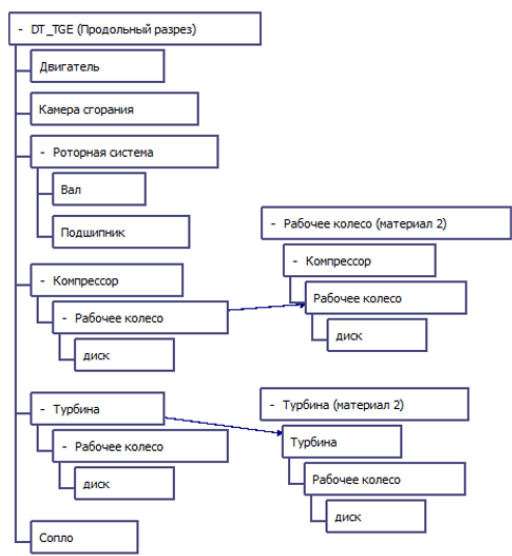 - DT_TGE (Продольный разрез)
Двигатель
Камера сгорания
- Роторная система
Вал
Подшипник
- Компрессор
- Рабочее колесо
диск
- Турбина
- Рабочее колесо
диск
Сопло
- Рабочее колесо (материал 2)
- Компрессор
Рабочее колесо
диск
- Турбина (материал 2)
Турбина
Рабочее колесо
диск